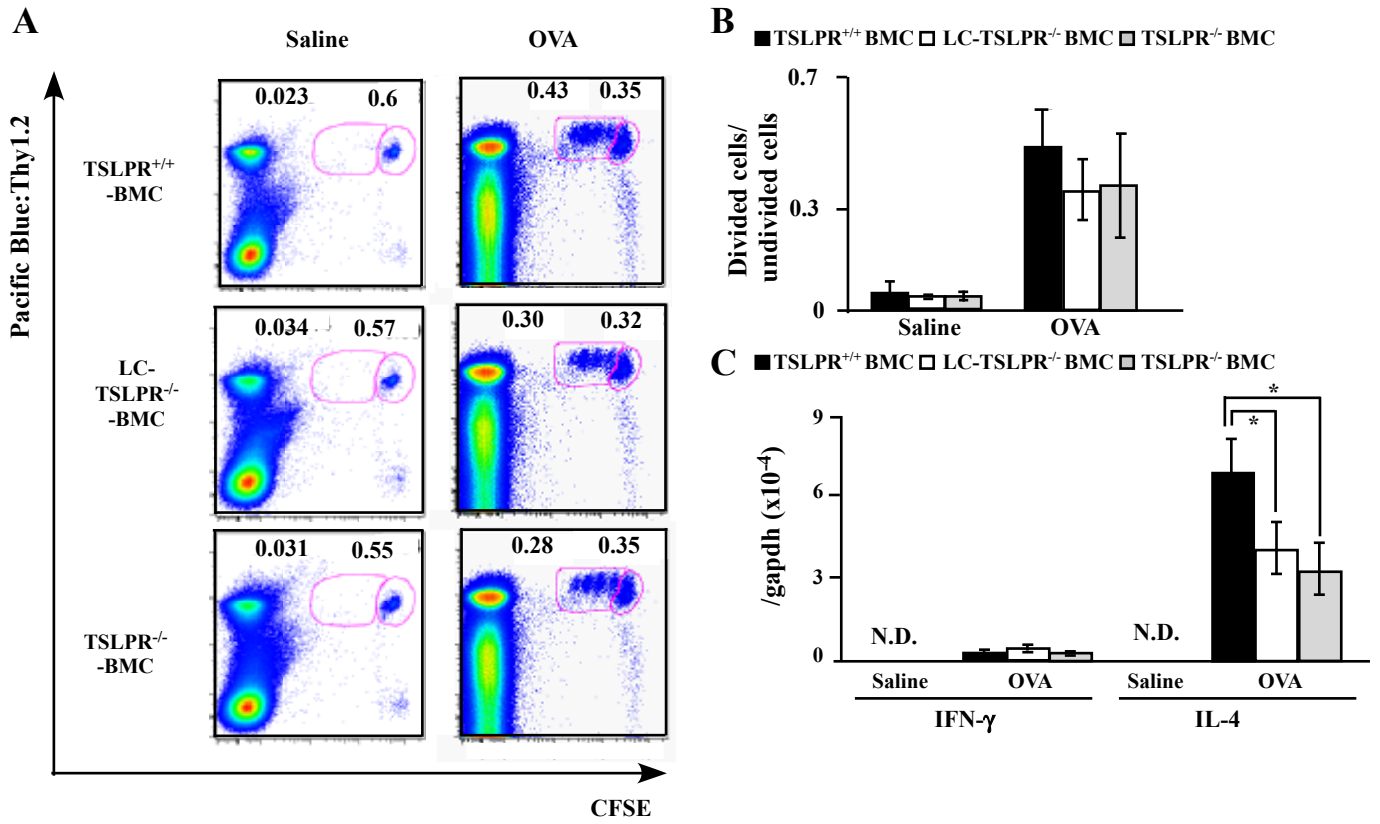 A
Saline
OVA
Pacific Blue:Thy1.2
TSLPR+/+
-BMC
0.023
0.6
0.43
0.35
LC-
TSLPR-/-
-BMC
0.034
0.57
0.30
0.32
TSLPR-/-
-BMC
0.031
0.55
0.28
0.35
CFSE
B
TSLPR+/+ BMC LC-TSLPR-/- BMC TSLPR-/- BMC
Divided cells/
undivided cells
0.7
0.3
0
Saline
OVA
C
TSLPR+/+ BMC LC-TSLPR-/- BMC TSLPR-/- BMC
/gapdh (x10-4)
9
6
3
0
N.D.
N.D.
*
*
Saline
OVA
Saline
OVA
IFN-γ
IL-4